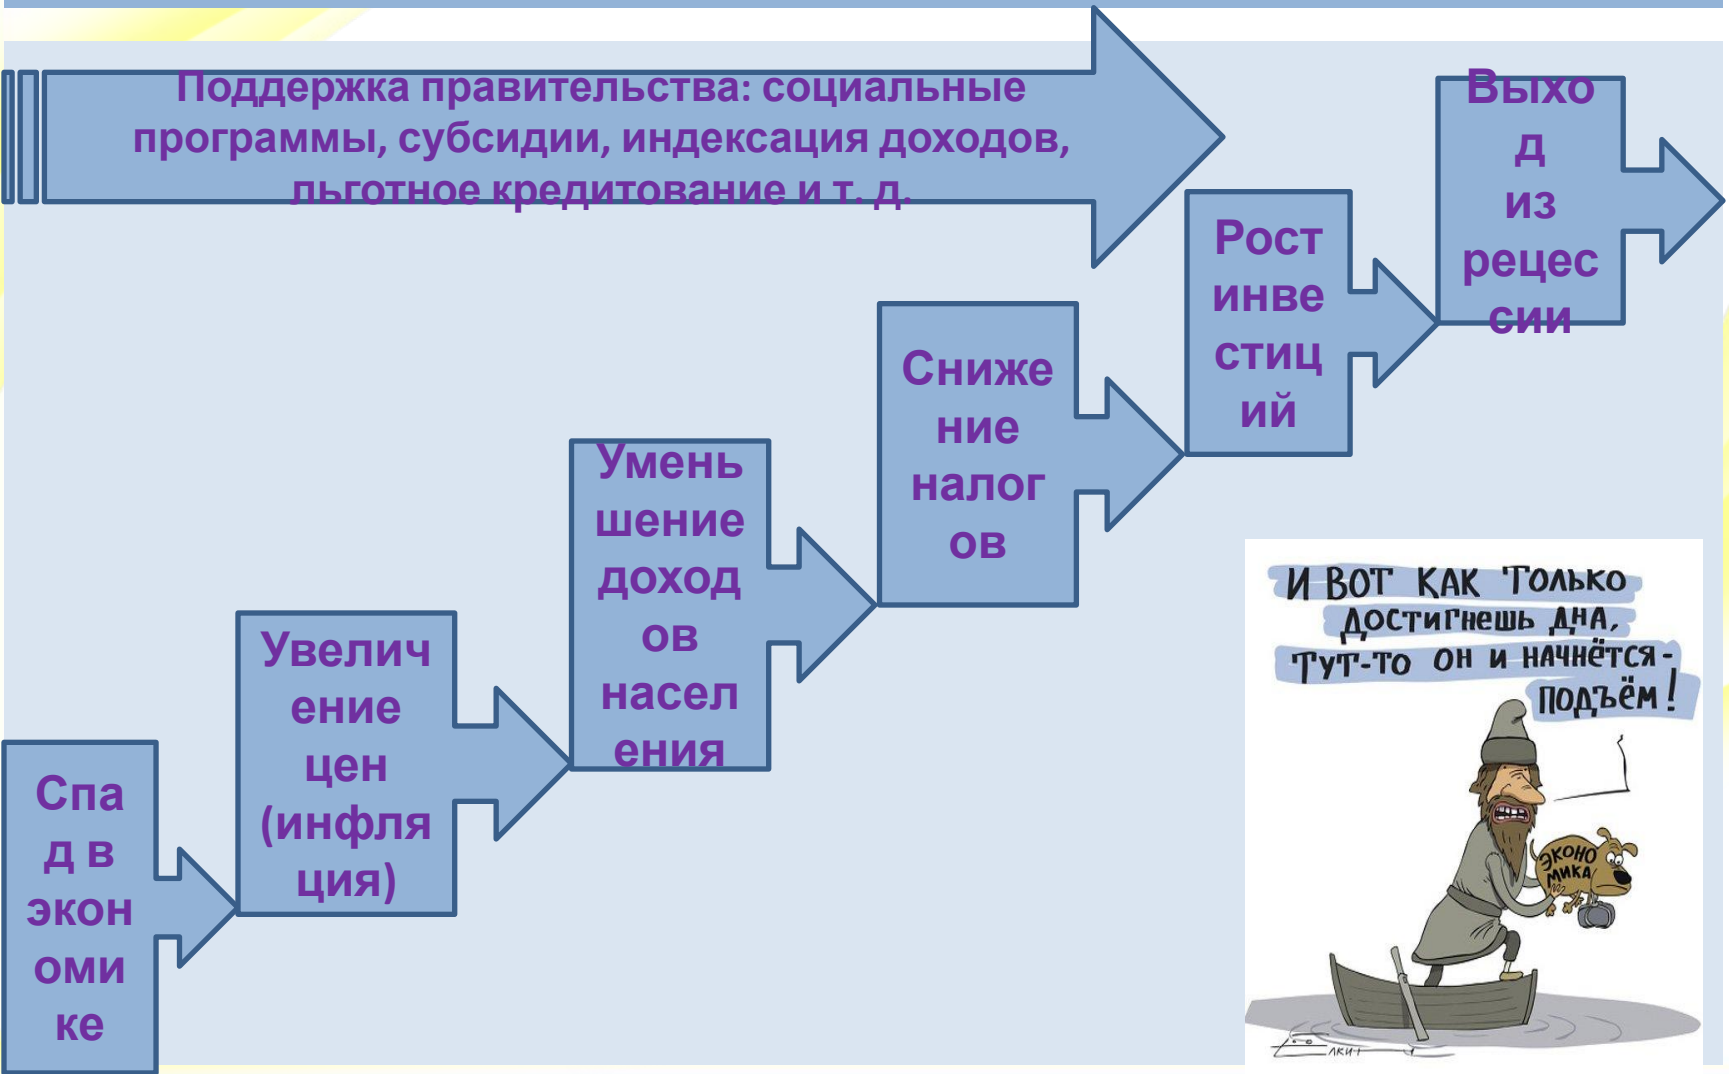 Поддержка правительства: социальные
программы, субсидии, индексация доходов,
льготное кредитование и т. д.
Выхо
д
из
рецес
сии
Рост
инве
стиц
ий
Сниже
ние
налог
ов
Умень
шение
доход
ов
насел
ения
Увелич
ение
цен
(инфля
ция)
Спа
д в
экон
оми
ке
И ВОТ КАК ТОЛЬКО
ДОСТИГНЕШЬ ДНА,
ТУТ-ТО ОН И НАЧНЁТСЯ-
ПОДЪЁМ!
ЭКОНО
МИКА
ЁЛКИН